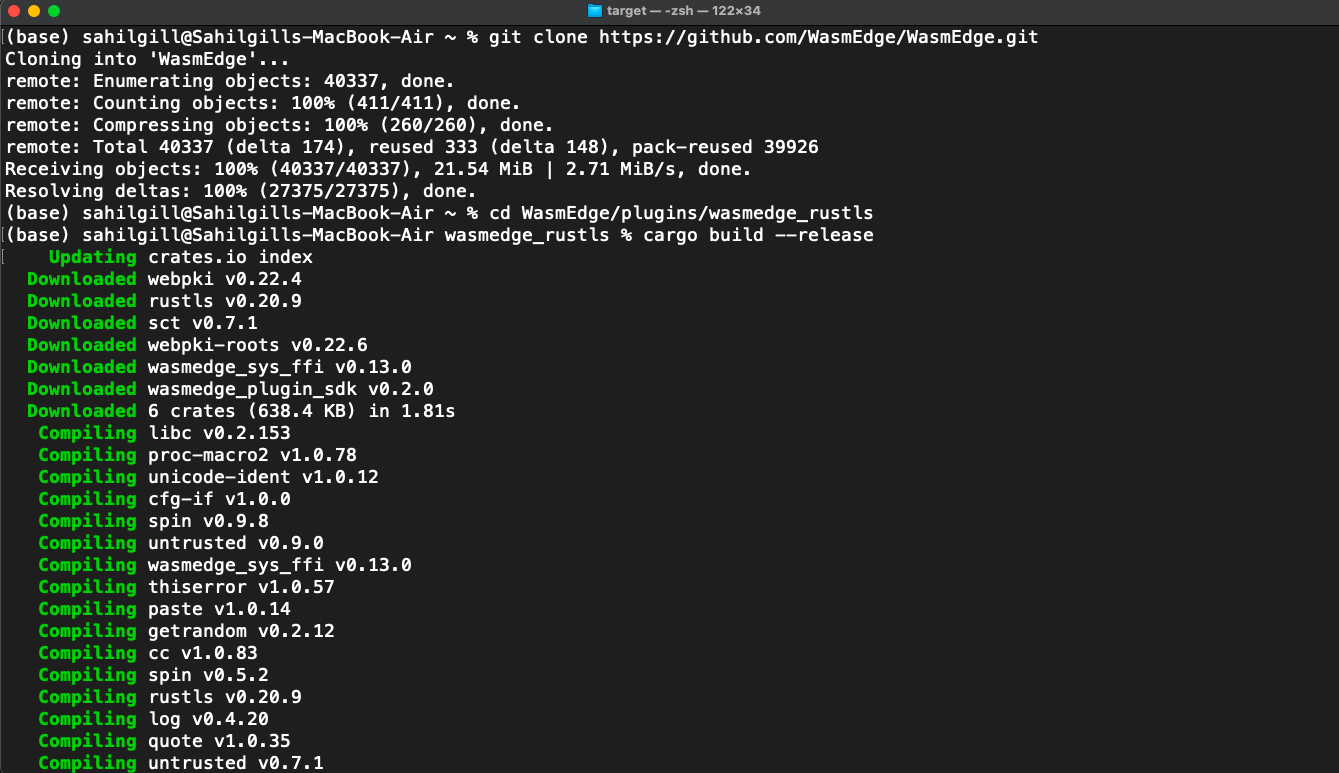 target — -zsh — 122×34
(base) sahilgill@Sahilgills-MacBook-Air ~ % git clone https://github.com/WasmEdge/WasmEdge.git
Cloning into 'WasmEdge'...
remote: Enumerating objects: 40337, done.
remote: Counting objects: 100% (411/411), done.
remote: Compressing objects: 100% (260/260), done.
remote: Total 40337 (delta 174), reused 333 (delta 148), pack-reused 39926
Receiving objects: 100% (40337/40337), 21.54 MiB | 2.71 MiB/s, done.
Resolving deltas: 100% (27375/27375), done.
(base) sahilgill@Sahilgills-MacBook-Air ~ % cd WasmEdge/plugins/wasmedge_rustls
(base) sahilgill@Sahilgills-MacBook-Air wasmedge_rustls % cargo build --release
Updating crates.io index
Downloaded webpki v0.22.4
Downloaded rustls v0.20.9
Downloaded sct v0.7.1
Downloaded webpki-roots v0.22.6
Downloaded wasmedge_sys_ffi v0.13.0
Downloaded wasmedge_plugin_sdk v0.2.0
Downloaded 6 crates (638.4 KB) in 1.81s
Compiling libc v0.2.153
Compiling proc-macro2 v1.0.78
Compiling unicode-ident v1.0.12
Compiling cfg-if v1.0.0
Compiling spin v0.9.8
Compiling untrusted v0.9.0
Compiling wasmedge_sys_ffi v0.13.0
Compiling thiserror v1.0.57
Compiling paste v1.0.14
Compiling getrandom v0.2.12
Compiling cc v1.0.83
Compiling spin v0.5.2
Compiling rustls v0.20.9
Compiling log v0.4.20
Compiling quote v1.0.35
Compiling untrusted v0.7.1